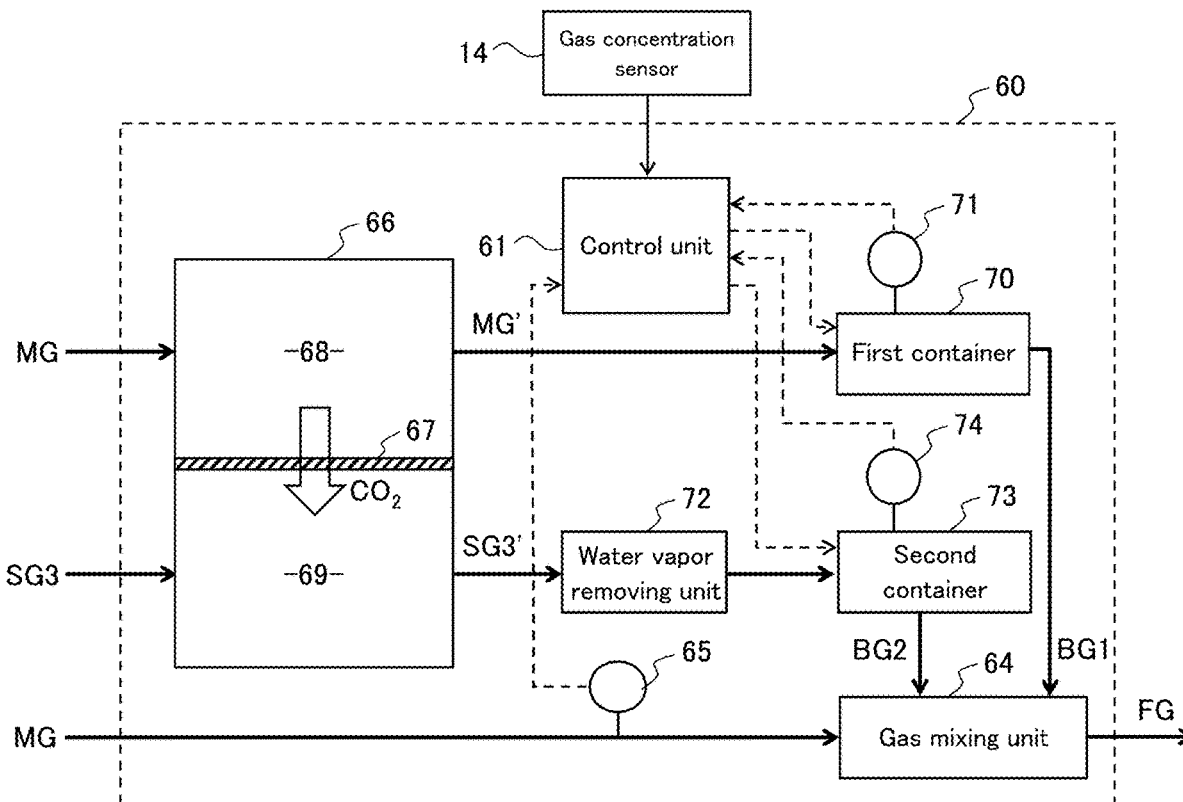 14
Gas concentration
sensor
60
66
61
Control unit
71
70
MG
-68-
MG'
First container
67
CO2
74
72
73
SG3
-69-
SG3'
Water vapor
removing unit
Second
container
65
BG2
64
BG1
MG
Gas mixing unit
FG